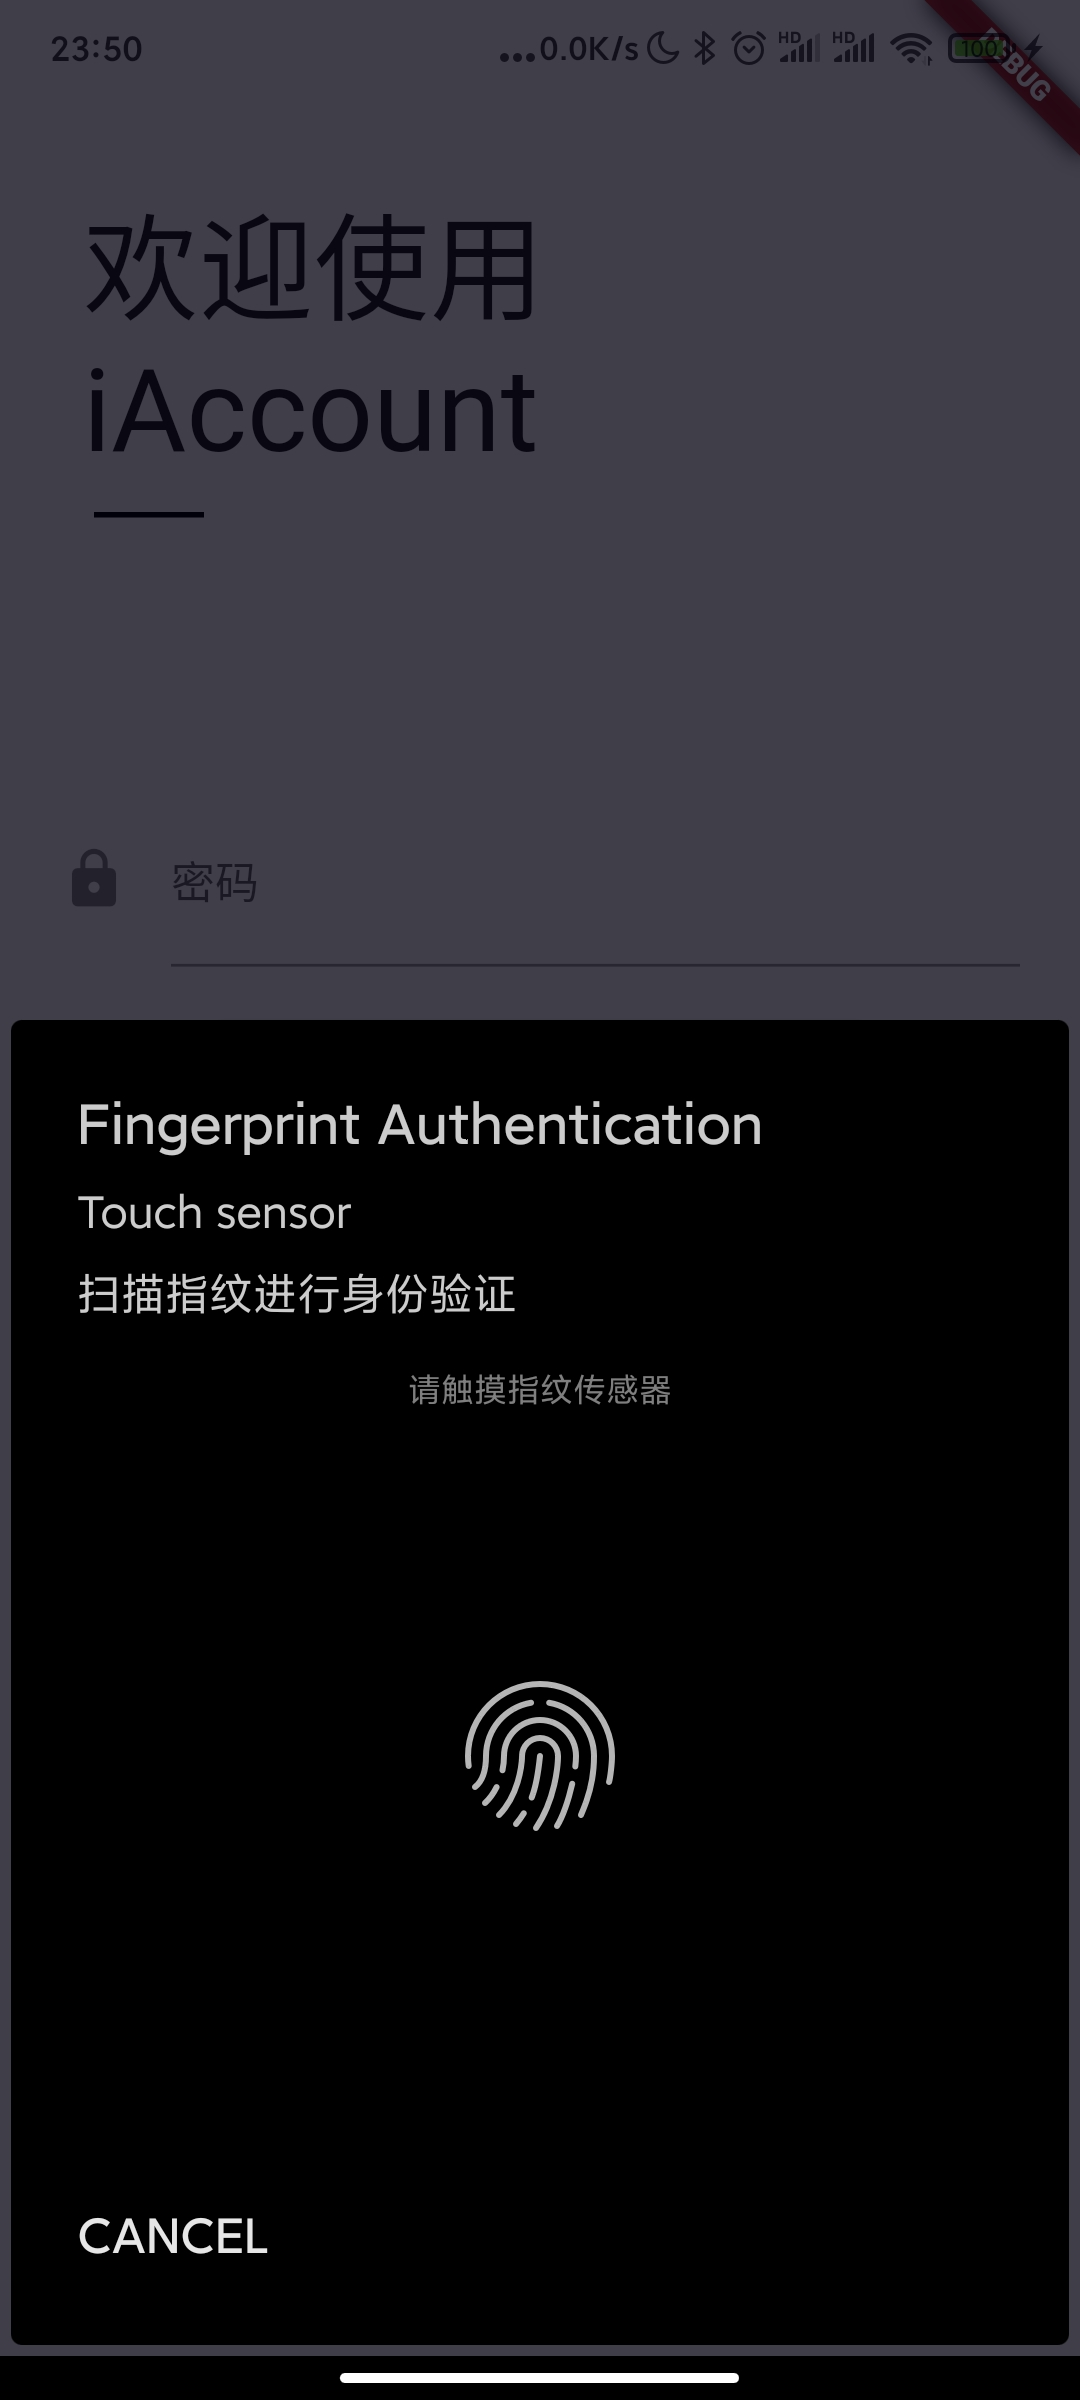 23:50
...0.0K/s
HD
HD
100
欢迎使用
iAccount
密码
Fingerprint Authentication
Touch sensor
扫描指纹进行身份验证
请触摸指纹传感器
CANCEL